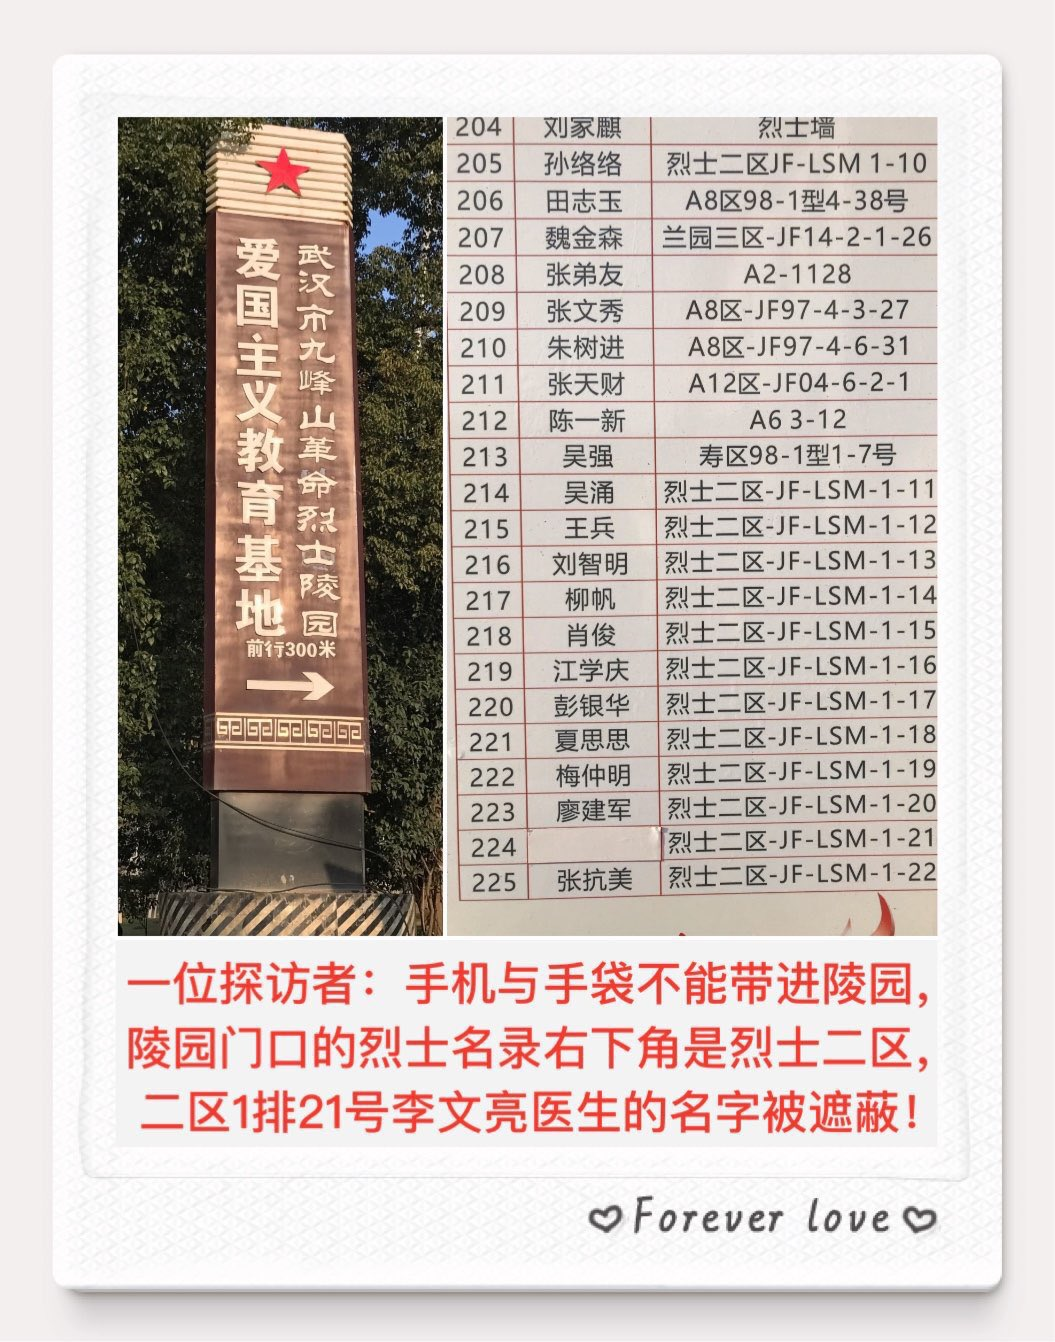 武汉市九峰山革命烈士陵园
爱国主义教育基地
前行300米
204 刘家麒 烈士墙
205 孙络络 烈士二区JF-LSM 1-10
206 田志玉 A8区98-1型4-38号
207 魏金森 兰园三区-JF14-2-1-26
208 张弟友 A2-1128
209 张文秀 A8区-JF97-4-3-27
210 朱树进 A8区-JF97-4-6-31
211 张天财 A12区-JF04-6-2-1
212 陈一新 A6 3-12
213 吴强 寿区98-1型1-7号
214 吴涌 烈士二区-JF-LSM-1-11
215 王兵 烈士二区-JF-LSM-1-12
216 刘智明 烈士二区-JF-LSM-1-13
217 柳帆 烈士二区-JF-LSM-1-14
218 肖俊 烈士二区-JF-LSM-1-15
219 江学庆 烈士二区-JF-LSM-1-16
220 彭银华 烈士二区-JF-LSM-1-17
221 夏思思 烈士二区-JF-LSM-1-18
222 梅仲明 烈士二区-JF-LSM-1-19
223 廖建军 烈士二区-JF-LSM-1-20
224 烈士二区-JF-LSM-1-21
225 张抗美 烈士二区-JF-LSM-1-22
一位探访者：手机与手袋不能带进陵园，
陵园门口的烈士名录右下角是烈士二区，
二区1排21号李文亮医生的名字被遮蔽！
Forever love